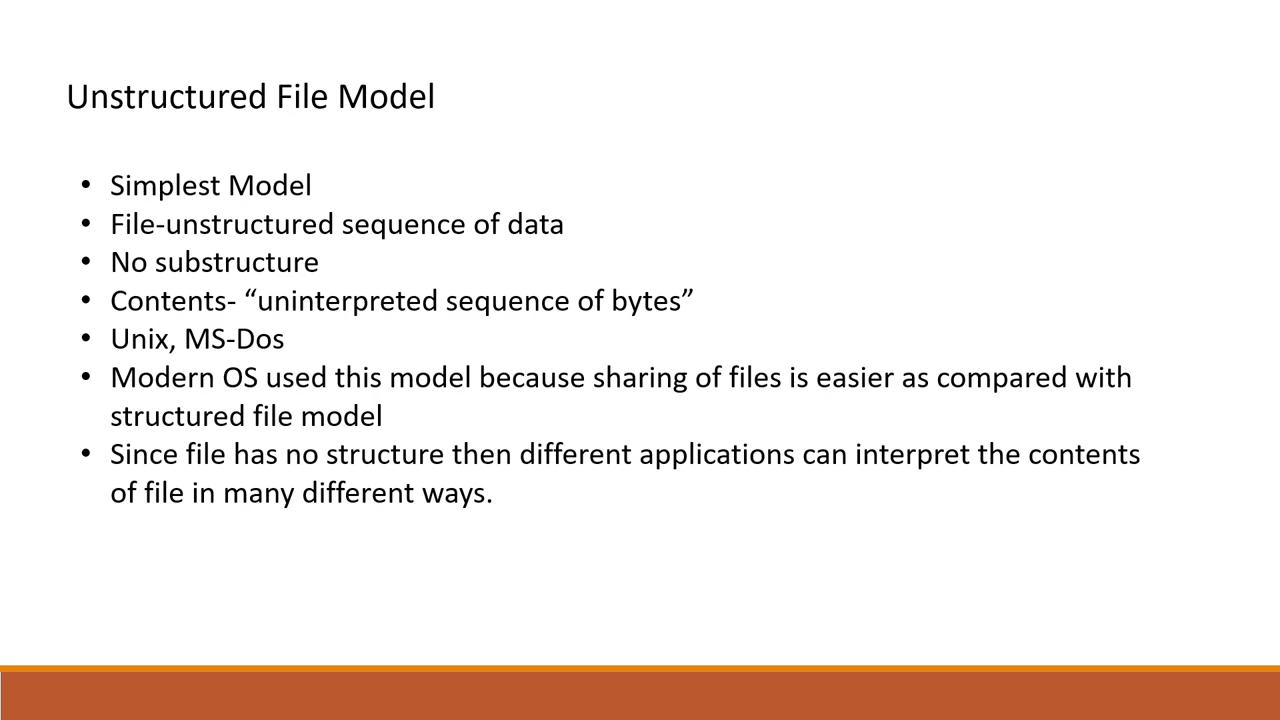 Unstructured File Model
• Simplest Model
• File-unstructured sequence of data
• No substructure
• Contents- “uninterpreted sequence of bytes”
• Unix, MS-Dos
• Modern OS used this model because sharing of files is easier as compared with
structured file model
• Since file has no structure then different applications can interpret the contents
of file in many different ways.